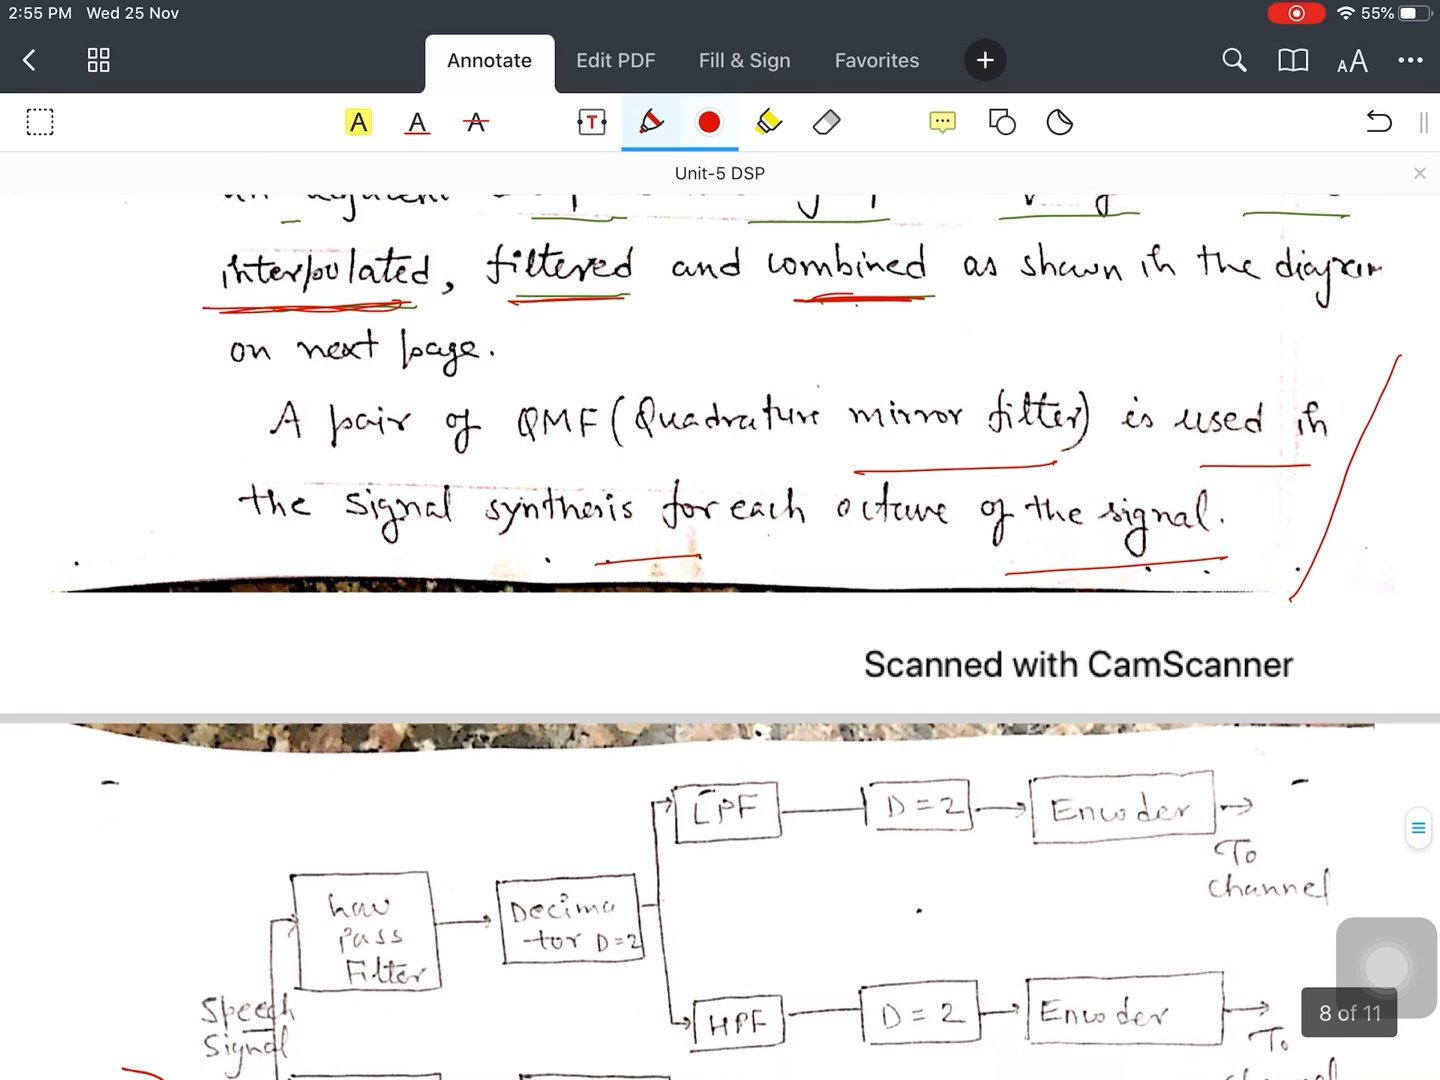 2:55 PM Wed 25 Nov
55%
Annotate Edit PDF Fill & Sign Favorites
Unit-5 DSP
interpolated, filtered and combined as shown in the diagram
on next page.
A pair of QMF (Quadrature mirror filter) is used in
the signal synthesis for each octave of the signal.
Scanned with CamScanner
LPF D = 2 Encoder
To
channel
Low
Pass
Filter
Decima
tor D=2
Speech
Signal
HPF D = 2 Encoder
To
channel
8 of 11